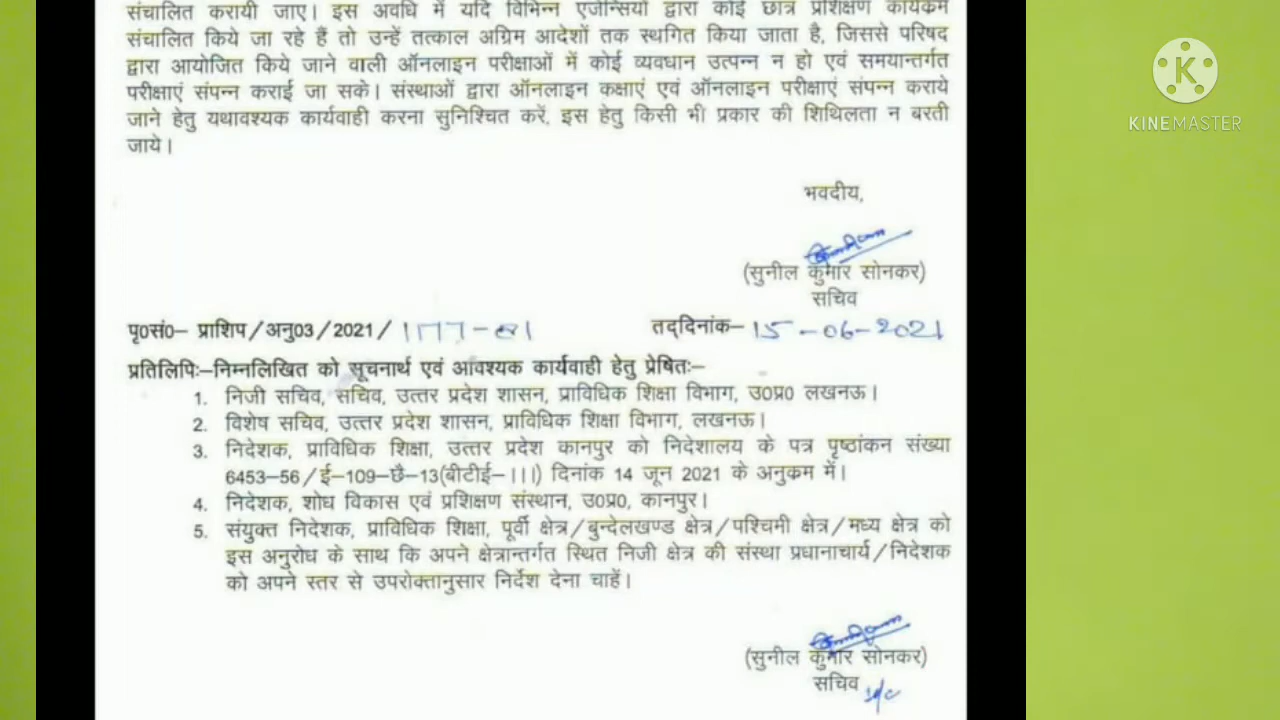 संचालित करायी जाए। इस अवधि में यदि विभिन्न एजेन्सियों द्वारा कोई छात्र प्रशिक्षण कार्यक्रम
संचालित किये जा रहे हैं तो उन्हें तत्काल अग्रिम आदेशों तक स्थगित किया जाता है, जिससे परिषद
द्वारा आयोजित किये जाने वाली ऑनलाइन परीक्षाओं में कोई व्यवधान उत्पन्न न हो एवं समयान्तर्गत
परीक्षाएं संपन्न कराई जा सके। संस्थाओं द्वारा ऑनलाइन कक्षाएं एवं ऑनलाइन परीक्षाएं संपन्न कराये
जाने हेतु यथावश्यक कार्यवाही करना सुनिश्चित करें, इस हेतु किसी भी प्रकार की शिथिलता न बरती
जाये।
K
KINEMASTER
भवदीय,
(सुनील कुमार सोनकर)
सचिव
पृ0सं0– प्राशिप/अनु03/2021/ तद्दिनांक–15-06-2021
प्रतिलिपिः–निम्नलिखित को सूचनार्थ एवं आवश्यक कार्यवाही हेतु प्रेषितः–
1. निजी सचिव, सचिव, उत्तर प्रदेश शासन, प्राविधिक शिक्षा विभाग, उ0प्र0 लखनऊ।
2. विशेष सचिव, उत्तर प्रदेश शासन, प्राविधिक शिक्षा विभाग, लखनऊ।
3. निदेशक, प्राविधिक शिक्षा, उत्तर प्रदेश कानपुर को निदेशालय के पत्र पृष्ठांकन संख्या
6453–56/ई–109–छै–13(बीटीई–।।।) दिनांक 14 जून 2021 के अनुक्रम में।
4. निदेशक, शोध विकास एवं प्रशिक्षण संस्थान, उ0प्र0, कानपुर।
5. संयुक्त निदेशक, प्राविधिक शिक्षा, पूर्वी क्षेत्र/बुन्देलखण्ड क्षेत्र/पश्चिमी क्षेत्र/मध्य क्षेत्र को
इस अनुरोध के साथ कि अपने क्षेत्रान्तर्गत स्थित निजी क्षेत्र की संस्था प्रधानाचार्य/निदेशक
को अपने स्तर से उपरोक्तानुसार निर्देश देना चाहें।
(सुनील कुमार सोनकर)
सचिव